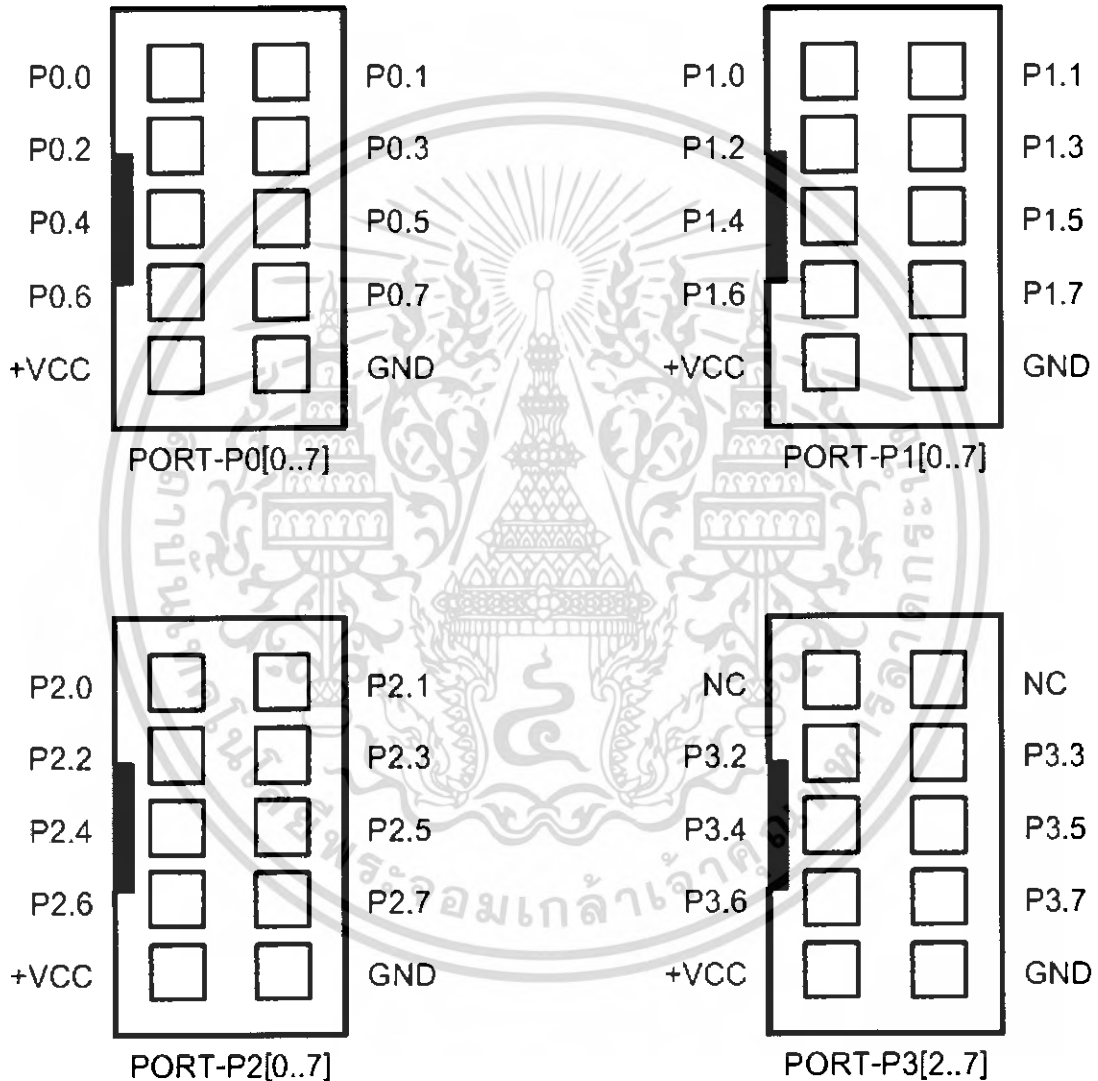 P0.0 P0.1 P1.0 P1.1
P0.2 P0.3 P1.2 P1.3
P0.4 P0.5 P1.4 P1.5
P0.6 P0.7 P1.6 P1.7
+VCC GND +VCC GND
PORT-P0[0..7] PORT-P1[0..7]
P2.0 P2.1 NC NC
P2.2 P2.3 P3.2 P3.3
P2.4 P2.5 P3.4 P3.5
P2.6 P2.7 P3.6 P3.7
+VCC GND +VCC GND
PORT-P2[0..7] PORT-P3[2..7]